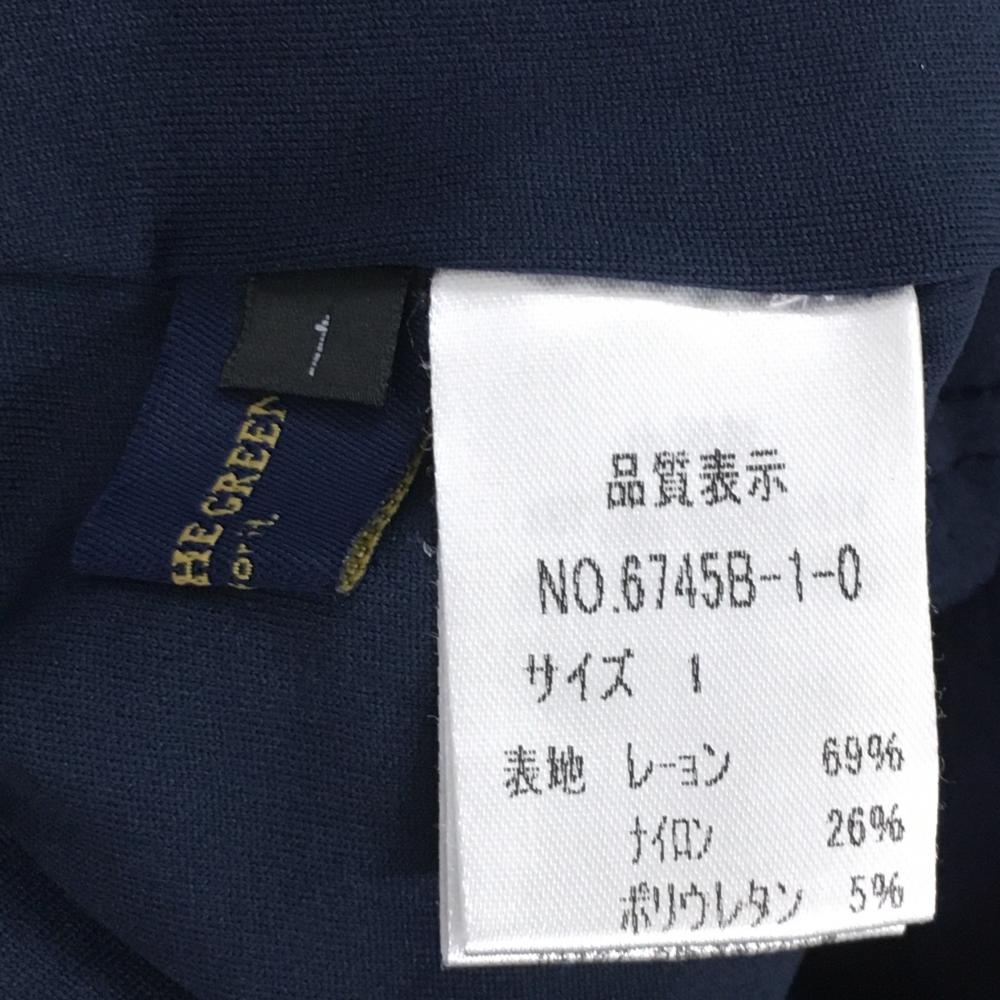 1
HE GREEN
品質表示
NO.6745B-1-0
サイズ 1
表地 レーヨン 69%
ナイロン 26%
ポリウレタン 5%